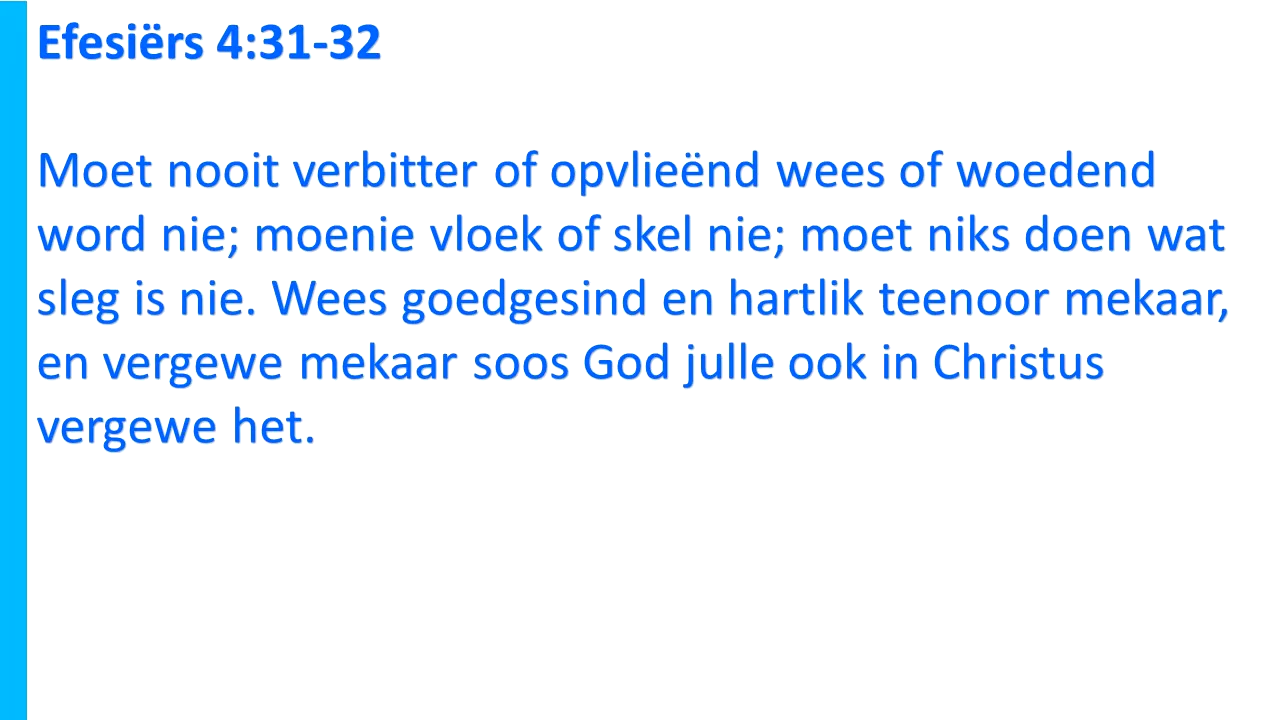 Efesiërs 4:31-32
Moet nooit verbitter of opvlieënd wees of woedend
word nie; moenie vloek of skel nie; moet niks doen wat
sleg is nie. Wees goedgesind en hartlik teenoor mekaar,
en vergewe mekaar soos God julle ook in Christus
vergewe het.